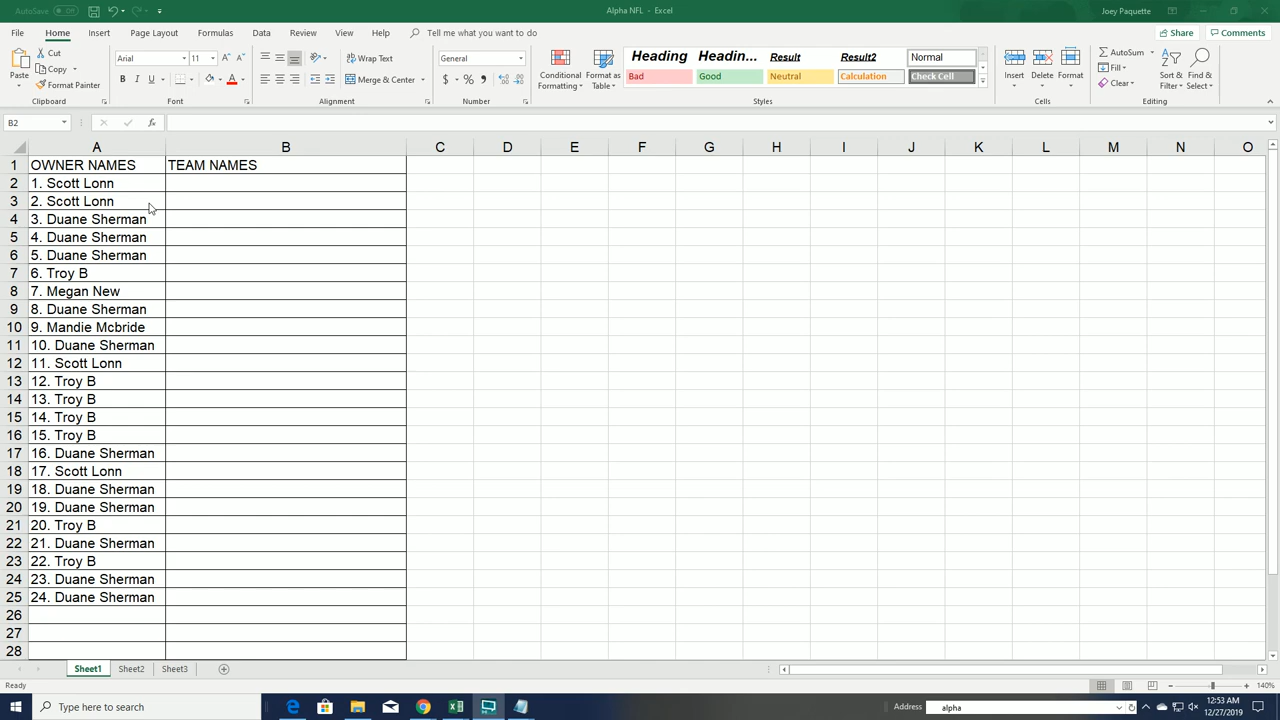 AutoSave Off
Alpha NFL - Excel
Joey Paquette
File Home Insert Page Layout Formulas Data Review View Help Tell me what you want to do Share Comments
Paste Cut Copy Format Painter Clipboard
Arial 11 A A B I U A Font
Wrap Text Merge & Center Alignment
General $ % Number
Conditional Formatting Format as Table
Heading Headin... Result Result2 Normal
Bad Good Neutral Calculation Check Cell
Styles
Insert Delete Format Cells
AutoSum Fill Clear Sort & Filter Find & Select Editing
B2 fx
A B C D E F G H I J K L M N O
1 OWNER NAMES TEAM NAMES
2 1. Scott Lonn
3 2. Scott Lonn
4 3. Duane Sherman
5 4. Duane Sherman
6 5. Duane Sherman
7 6. Troy B
8 7. Megan New
9 8. Duane Sherman
10 9. Mandie Mcbride
11 10. Duane Sherman
12 11. Scott Lonn
13 12. Troy B
14 13. Troy B
15 14. Troy B
16 15. Troy B
17 16. Duane Sherman
18 17. Scott Lonn
19 18. Duane Sherman
20 19. Duane Sherman
21 20. Troy B
22 21. Duane Sherman
23 22. Troy B
24 23. Duane Sherman
25 24. Duane Sherman
26
27
28
Sheet1 Sheet2 Sheet3
Ready 140%
Type here to search Address alpha 12:53 AM
12/27/2019